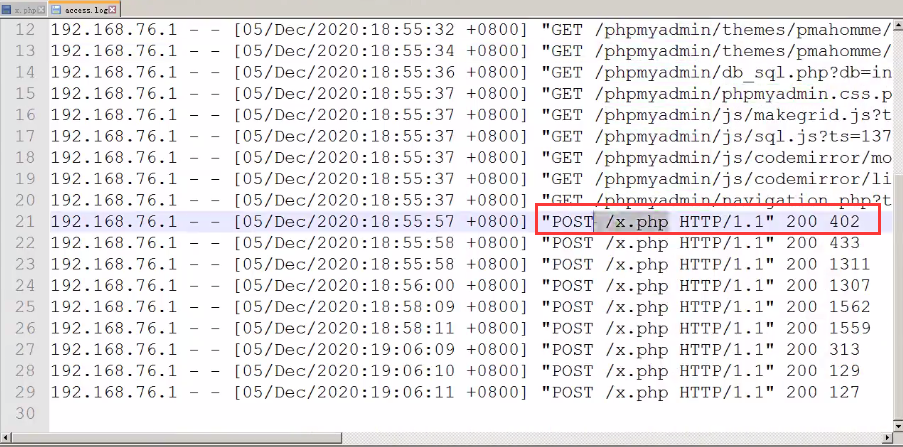 x.php access.log
12 192.168.76.1 - - [05/Dec/2020:18:55:32 +0800] "GET /phpmyadmin/themes/pmahomme/
13 192.168.76.1 - - [05/Dec/2020:18:55:34 +0800] "GET /phpmyadmin/themes/pmahomme/
14 192.168.76.1 - - [05/Dec/2020:18:55:36 +0800] "GET /phpmyadmin/db_sql.php?db=in
15 192.168.76.1 - - [05/Dec/2020:18:55:37 +0800] "GET /phpmyadmin/phpmyadmin.css.p
16 192.168.76.1 - - [05/Dec/2020:18:55:37 +0800] "GET /phpmyadmin/js/makegrid.js?t
17 192.168.76.1 - - [05/Dec/2020:18:55:37 +0800] "GET /phpmyadmin/js/sql.js?ts=137
18 192.168.76.1 - - [05/Dec/2020:18:55:37 +0800] "GET /phpmyadmin/js/codemirror/mo
19 192.168.76.1 - - [05/Dec/2020:18:55:37 +0800] "GET /phpmyadmin/js/codemirror/li
20 192.168.76.1 - - [05/Dec/2020:18:55:37 +0800] "GET /phpmyadmin/navigation.php?t
21 192.168.76.1 - - [05/Dec/2020:18:55:57 +0800] "POST /x.php HTTP/1.1" 200 402
22 192.168.76.1 - - [05/Dec/2020:18:55:58 +0800] "POST /x.php HTTP/1.1" 200 433
23 192.168.76.1 - - [05/Dec/2020:18:55:58 +0800] "POST /x.php HTTP/1.1" 200 1311
24 192.168.76.1 - - [05/Dec/2020:18:56:00 +0800] "POST /x.php HTTP/1.1" 200 1307
25 192.168.76.1 - - [05/Dec/2020:18:58:09 +0800] "POST /x.php HTTP/1.1" 200 1562
26 192.168.76.1 - - [05/Dec/2020:18:58:11 +0800] "POST /x.php HTTP/1.1" 200 1559
27 192.168.76.1 - - [05/Dec/2020:19:06:09 +0800] "POST /x.php HTTP/1.1" 200 313
28 192.168.76.1 - - [05/Dec/2020:19:06:10 +0800] "POST /x.php HTTP/1.1" 200 129
29 192.168.76.1 - - [05/Dec/2020:19:06:11 +0800] "POST /x.php HTTP/1.1" 200 127
30